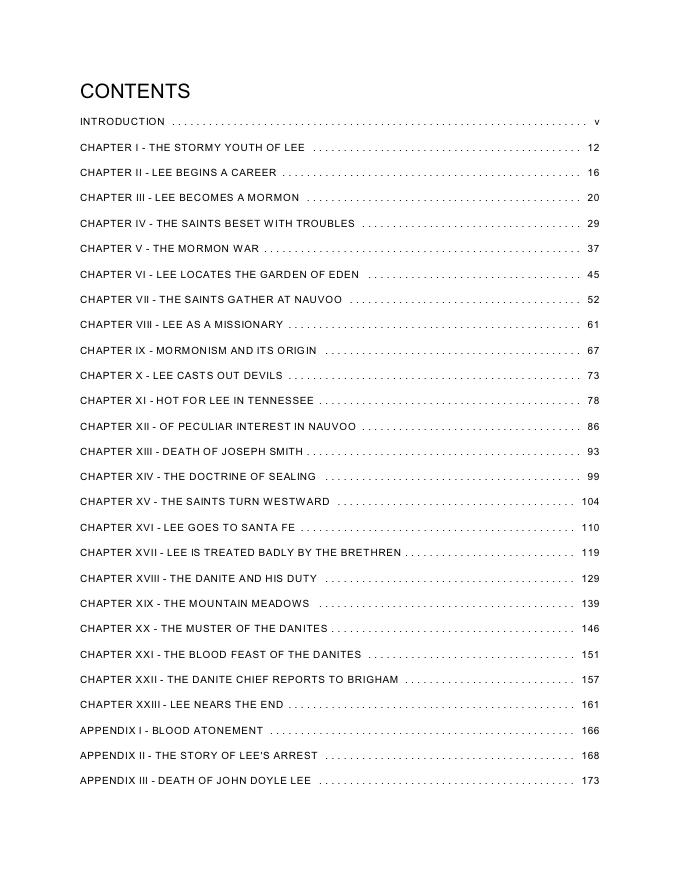 CONTENTS
INTRODUCTION . . . . . . . . . . . . . . . . . . . . . . . . . . . . . . v
CHAPTER I - THE STORMY YOUTH OF LEE . . . . . . . . . . . . . . . . . . . . 12
CHAPTER II - LEE BEGINS A CAREER . . . . . . . . . . . . . . . . . . . . 16
CHAPTER III - LEE BECOMES A MORMON . . . . . . . . . . . . . . . . . . . . 20
CHAPTER IV - THE SAINTS BESET WITH TROUBLES . . . . . . . . . . . . . . . . . . . . 29
CHAPTER V - THE MORMON WAR . . . . . . . . . . . . . . . . . . . . 37
CHAPTER VI - LEE LOCATES THE GARDEN OF EDEN . . . . . . . . . . . . . . . . . . . . 45
CHAPTER VII - THE SAINTS GATHER AT NAUVOO . . . . . . . . . . . . . . . . . . . . 52
CHAPTER VIII - LEE AS A MISSIONARY . . . . . . . . . . . . . . . . . . . . 61
CHAPTER IX - MORMONISM AND ITS ORIGIN . . . . . . . . . . . . . . . . . . . . 67
CHAPTER X - LEE CASTS OUT DEVILS . . . . . . . . . . . . . . . . . . . . 73
CHAPTER XI - HOT FOR LEE IN TENNESSEE . . . . . . . . . . . . . . . . . . . . 78
CHAPTER XII - OF PECULIAR INTEREST IN NAUVOO . . . . . . . . . . . . . . . . . . . . 86
CHAPTER XIII - DEATH OF JOSEPH SMITH . . . . . . . . . . . . . . . . . . . . 93
CHAPTER XIV - THE DOCTRINE OF SEALING . . . . . . . . . . . . . . . . . . . . 99
CHAPTER XV - THE SAINTS TURN WESTWARD . . . . . . . . . . . . . . . . . . . . 104
CHAPTER XVI - LEE GOES TO SANTA FE . . . . . . . . . . . . . . . . . . . . 110
CHAPTER XVII - LEE IS TREATED BADLY BY THE BRETHREN . . . . . . . . . . . . . . . . . . . . 119
CHAPTER XVIII - THE DANITE AND HIS DUTY . . . . . . . . . . . . . . . . . . . . 129
CHAPTER XIX - THE MOUNTAIN MEADOWS . . . . . . . . . . . . . . . . . . . . 139
CHAPTER XX - THE MUSTER OF THE DANITES . . . . . . . . . . . . . . . . . . . . 146
CHAPTER XXI - THE BLOOD FEAST OF THE DANITES . . . . . . . . . . . . . . . . . . . . 151
CHAPTER XXII - THE DANITE CHIEF REPORTS TO BRIGHAM . . . . . . . . . . . . . . . . . . . . 157
CHAPTER XXIII - LEE NEARS THE END . . . . . . . . . . . . . . . . . . . . 161
APPENDIX I - BLOOD ATONEMENT . . . . . . . . . . . . . . . . . . . . 166
APPENDIX II - THE STORY OF LEE'S ARREST . . . . . . . . . . . . . . . . . . . . 168
APPENDIX III - DEATH OF JOHN DOYLE LEE . . . . . . . . . . . . . . . . . . . . 173